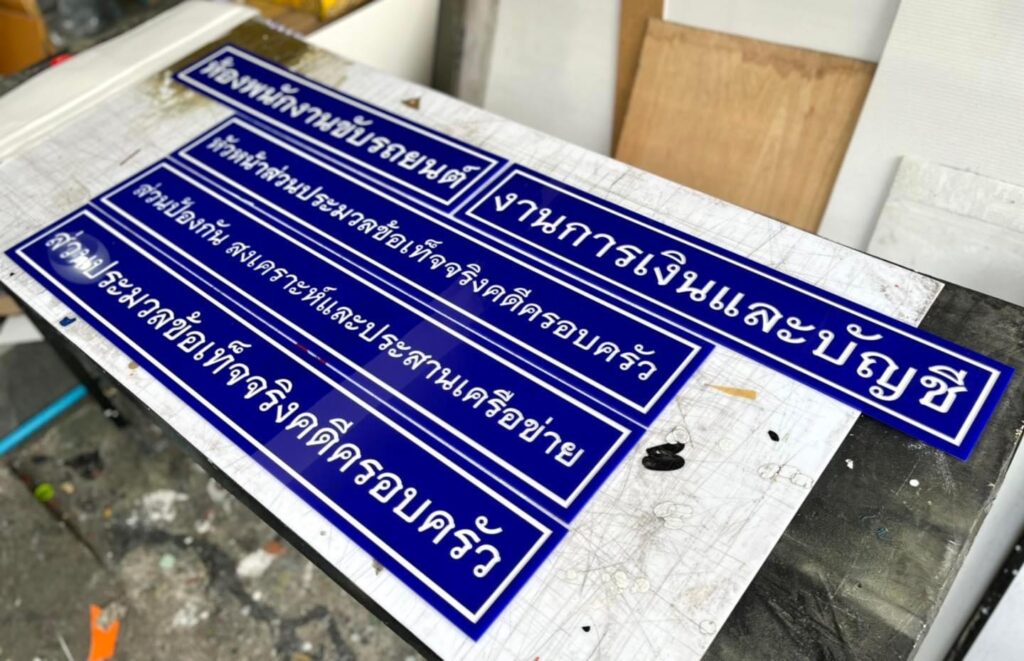 ห้องพนักงานขับรถยนต์
งานการเงินและบัญชี
หัวหน้าส่วนประมวลข้อเท็จจริงคดีครอบครัว
ส่วนป้องกัน สงเคราะห์และประสานเครือข่าย
ส่วนประมวลข้อเท็จจริงคดีครอบครัว